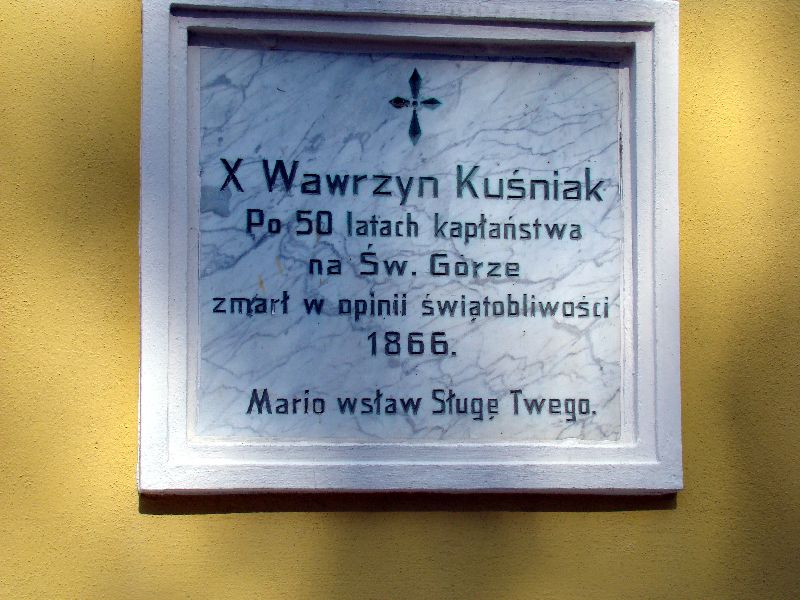 X Wawrzyn Kuśniak
Po 50 latach kapłaństwa
na Św. Górze
zmarł w opinii świątobliwości
1866.
Mario wsław Sługę Twego.